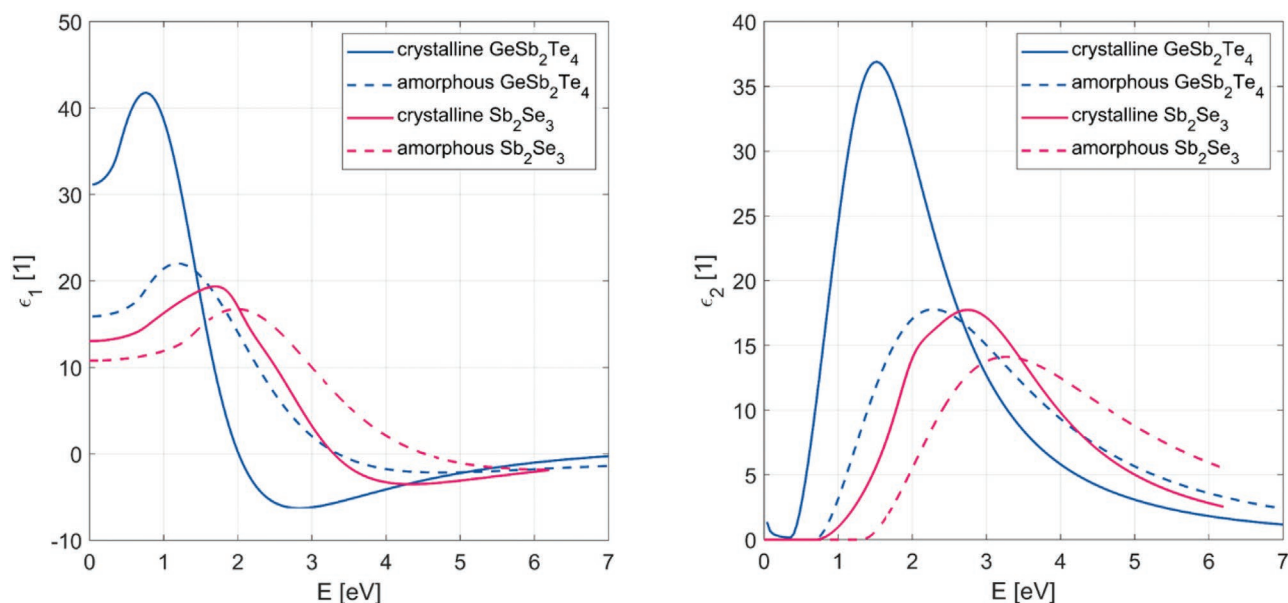 50
40
30
20
10
0
-10
ϵ₁ [1]
0 1 2 3 4 5 6 7
E [eV]
crystalline GeSb₂Te₄
amorphous GeSb₂Te₄
crystalline Sb₂Se₃
amorphous Sb₂Se₃
40
35
30
25
20
15
10
5
0
ϵ₂ [1]
0 1 2 3 4 5 6 7
E [eV]
crystalline GeSb₂Te₄
amorphous GeSb₂Te₄
crystalline Sb₂Se₃
amorphous Sb₂Se₃